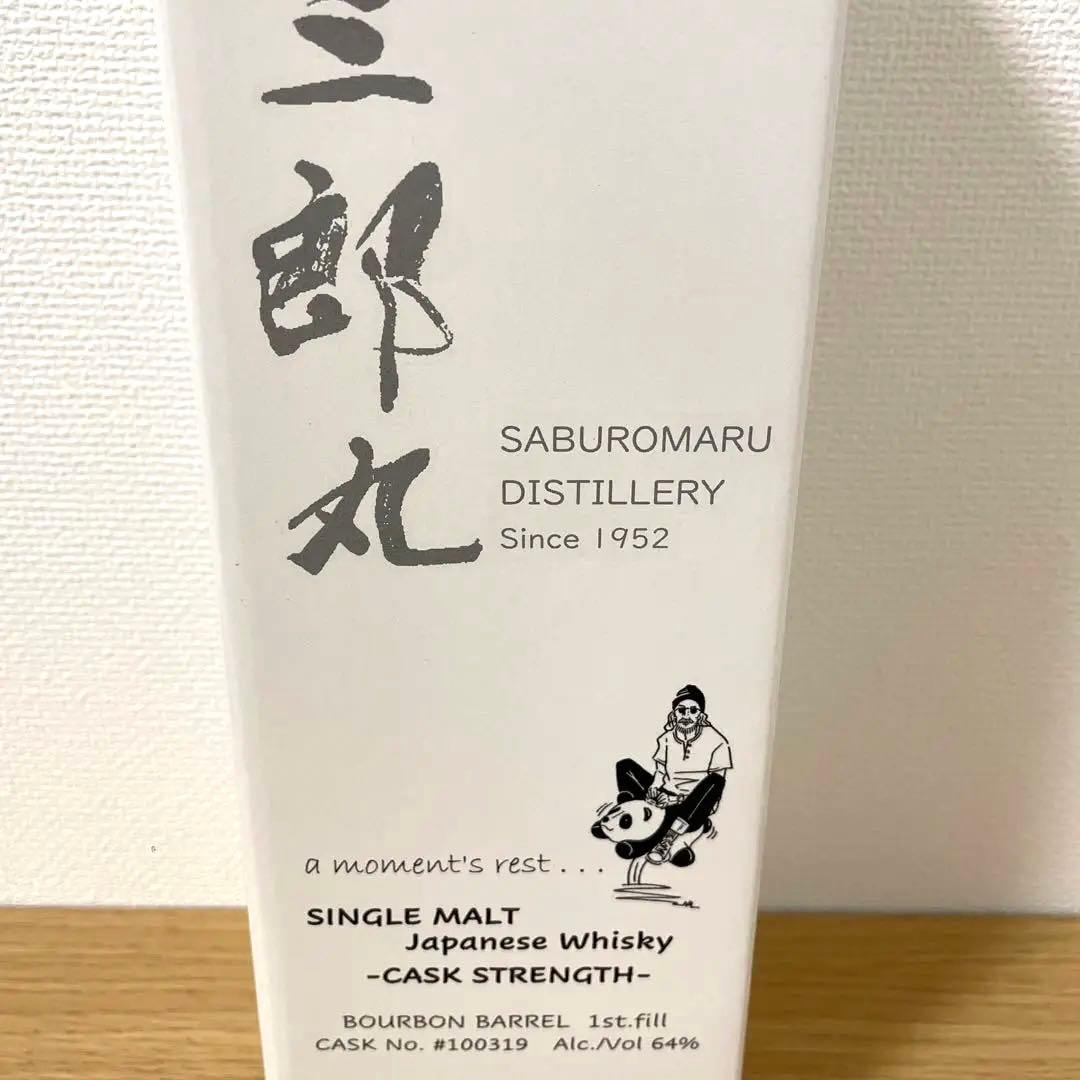 三郎丸
SABUROMARU
DISTILLERY
Since 1952
a moment's rest...
SINGLE MALT
Japanese Whisky
-CASK STRENGTH-
BOURBON BARREL 1st.fill
CASK No. #100319 Alc./Vol 64%